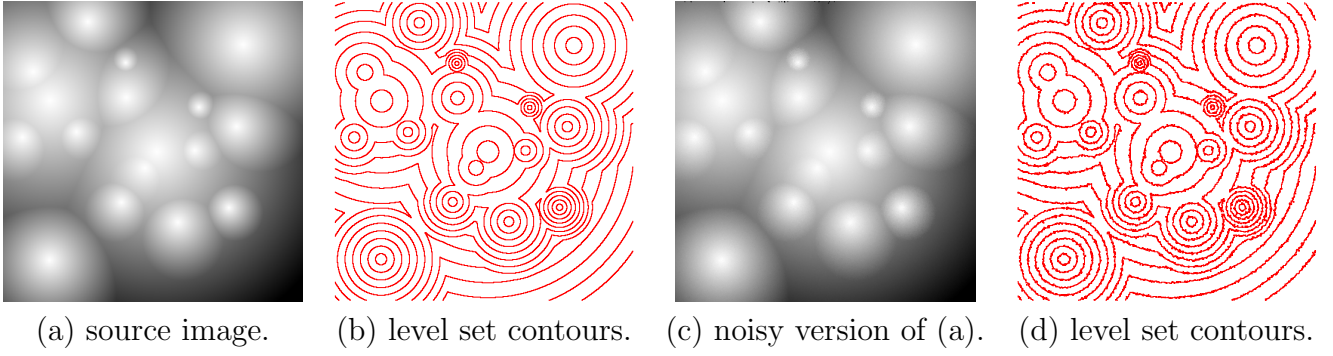 (a) source image.
(b) level set contours.
(c) noisy version of (a).
(d) level set contours.